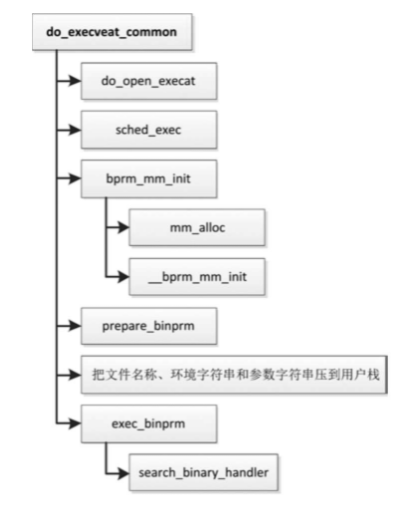 do_execveat_common
do_open_execat
sched_exec
bprm_mm_init
mm_alloc
__bprm_mm_init
prepare_binprm
把文件名称、环境字符串和参数字符串压到用户栈
exec_binprm
search_binary_handler